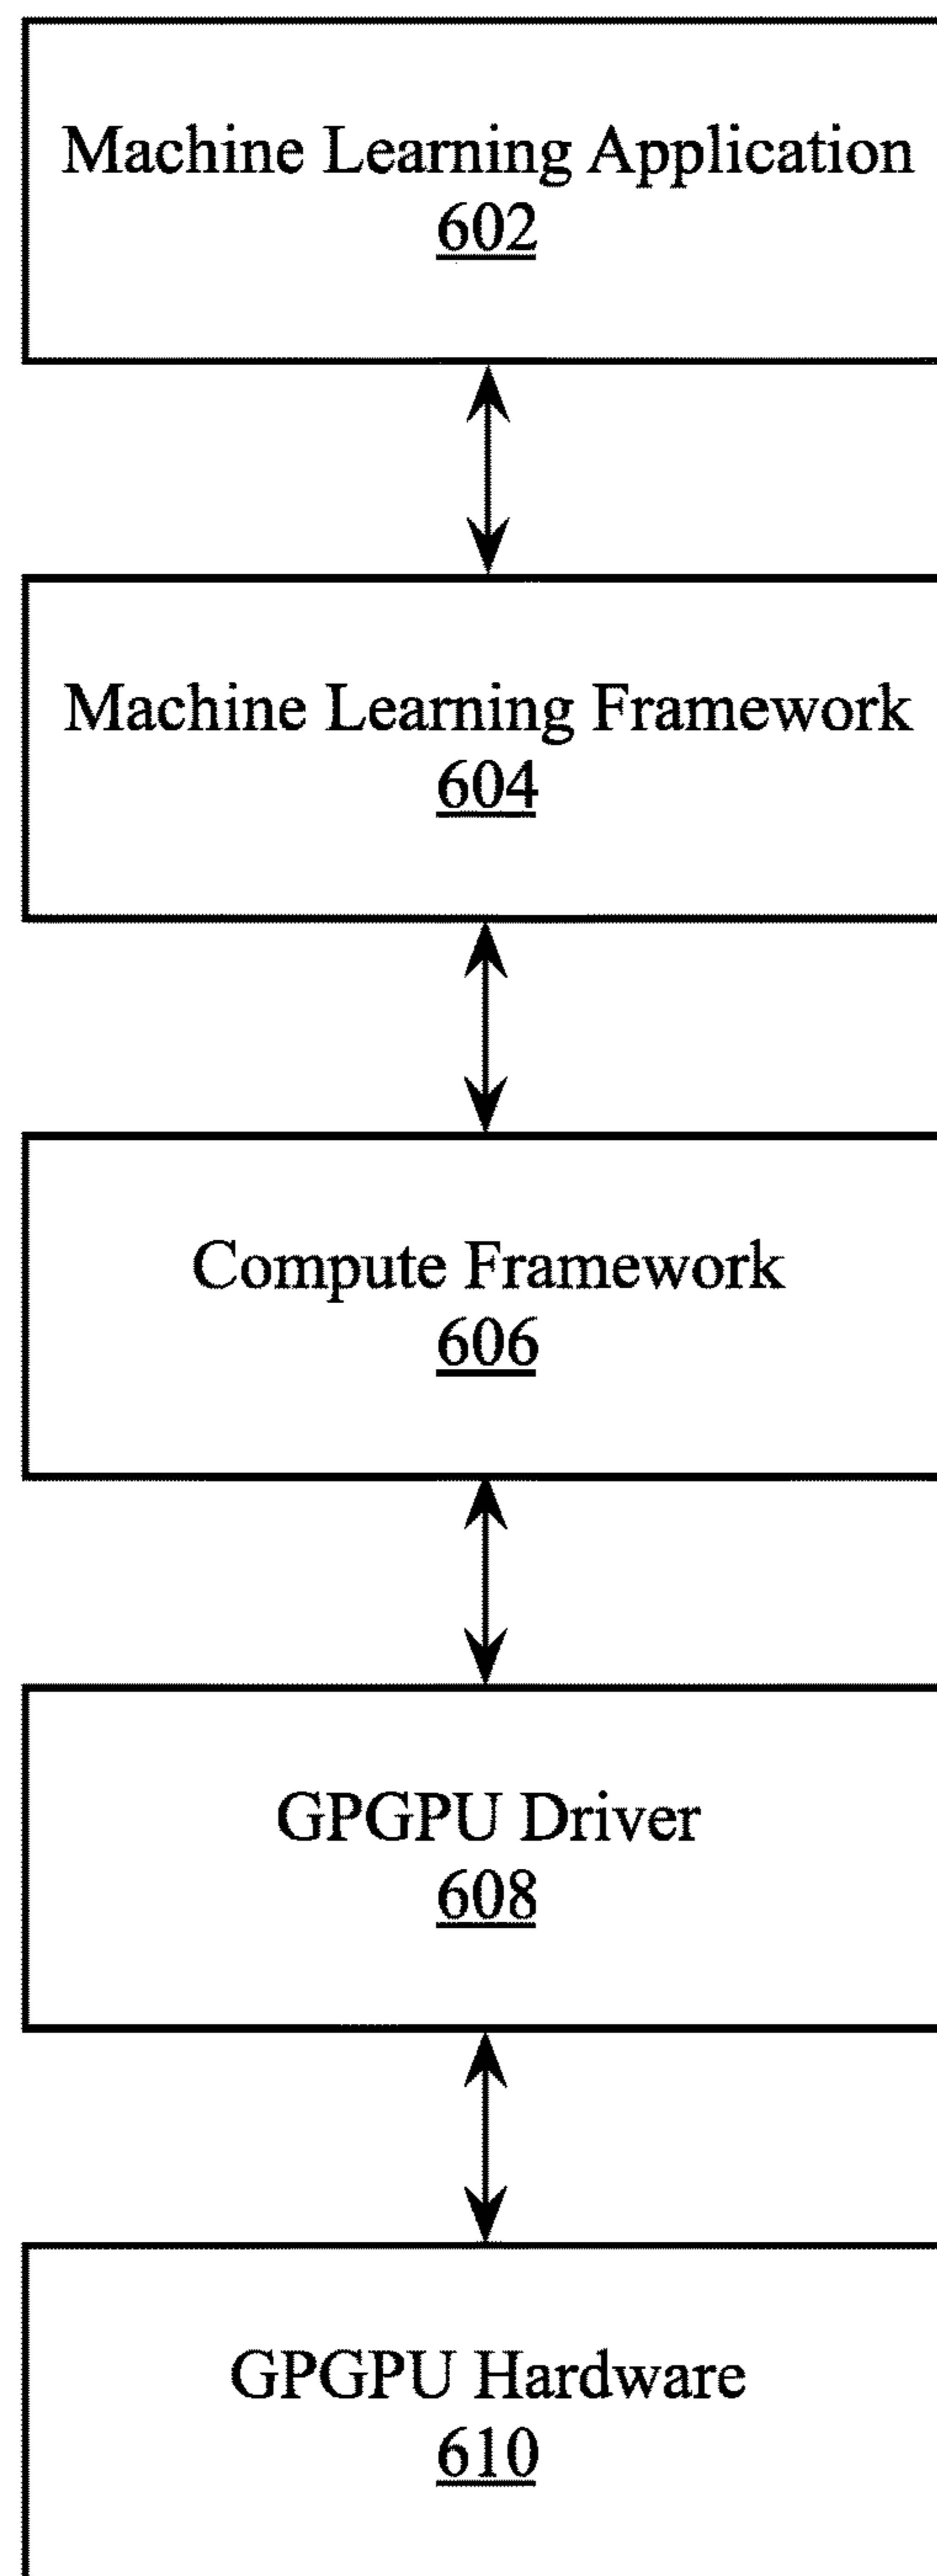 Machine Learning Application
602
Machine Learning Framework
604
Compute Framework
606
GPGPU Driver
608
GPGPU Hardware
610